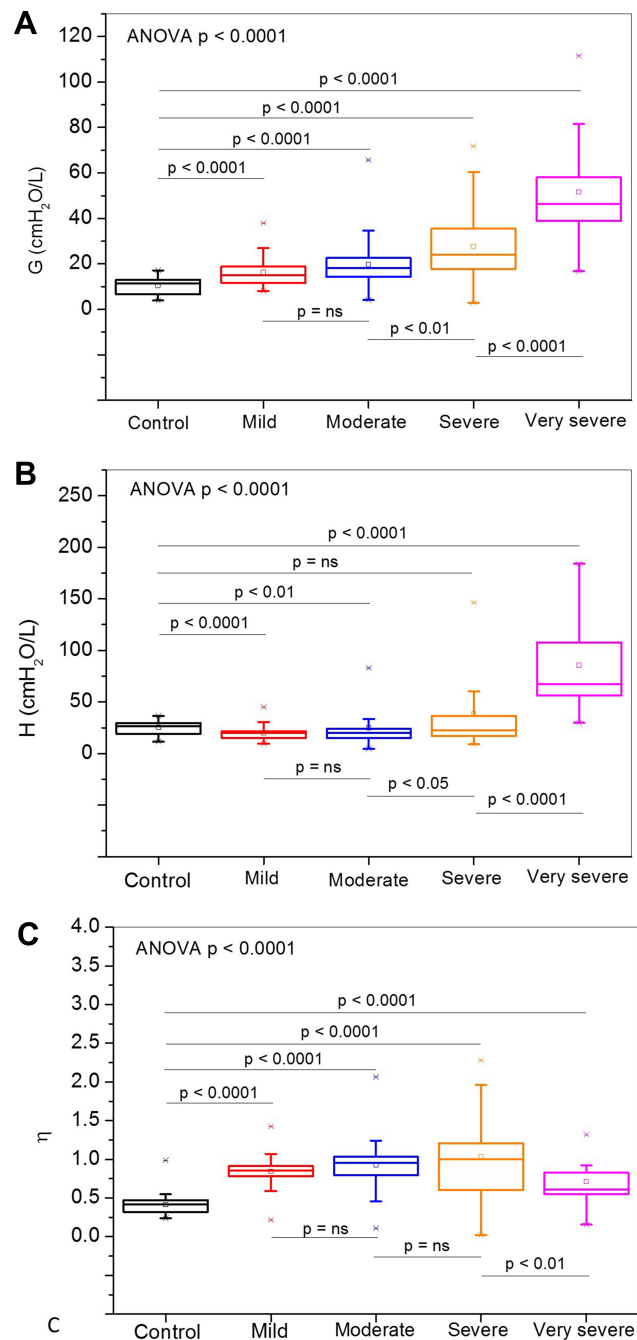 A
ANOVA p < 0.0001
120
100
80
60
40
20
0
G (cmH₂O/L)
p < 0.0001
p < 0.0001
p < 0.0001
p < 0.0001
p = ns
p < 0.01
p < 0.0001
Control Mild Moderate Severe Very severe
B
ANOVA p < 0.0001
250
200
150
100
50
0
H (cmH₂O/L)
p < 0.0001
p = ns
p < 0.01
p < 0.0001
p = ns
p < 0.05
p < 0.0001
Control Mild Moderate Severe Very severe
C
ANOVA p < 0.0001
4.0
3.5
3.0
2.5
2.0
1.5
1.0
0.5
0.0
η
p < 0.0001
p < 0.0001
p < 0.0001
p < 0.0001
p = ns
p = ns
p < 0.01
C
Control Mild Moderate Severe Very severe